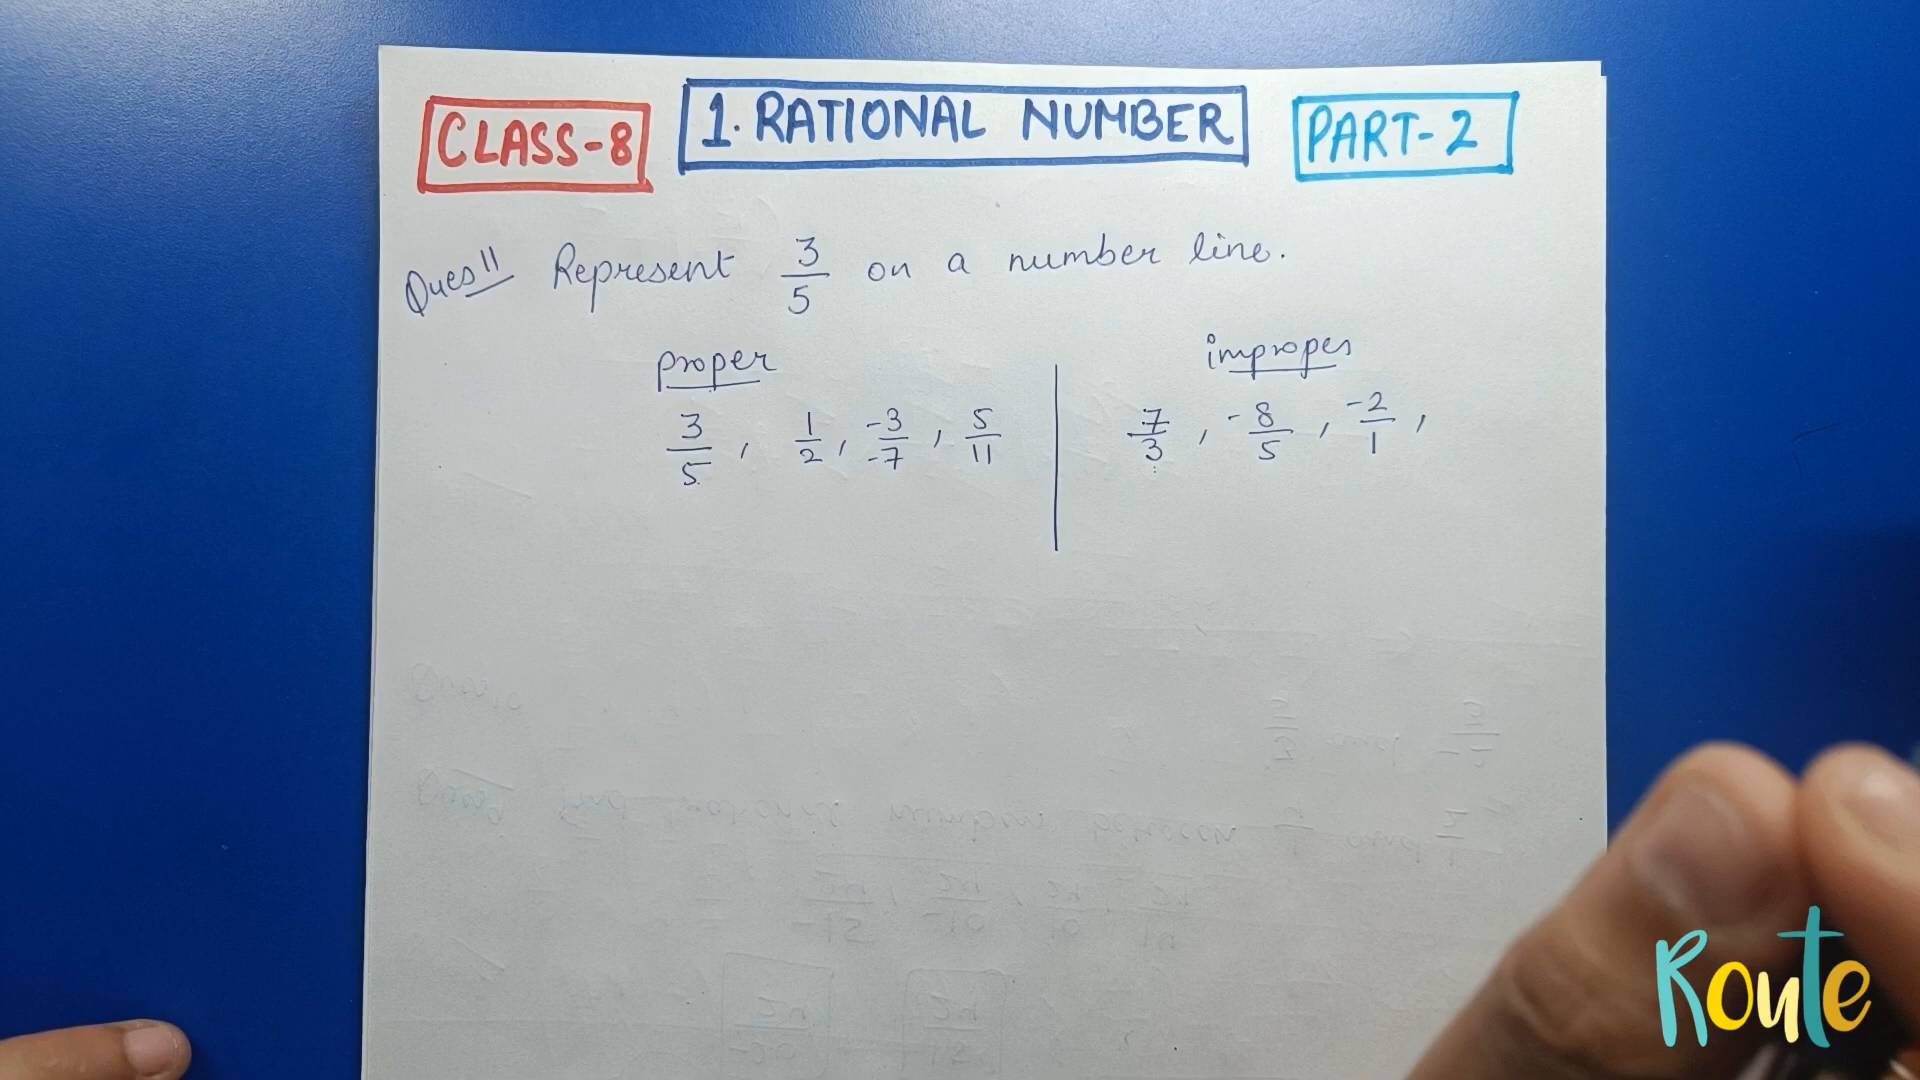 CLASS-8 1. RATIONAL NUMBER PART-2
Ques 11 Represent 3/5 on a number line.
proper improper
3/5, 1/2, -3/-7, 5/11 7/3, -8/5, -2/1,
Route